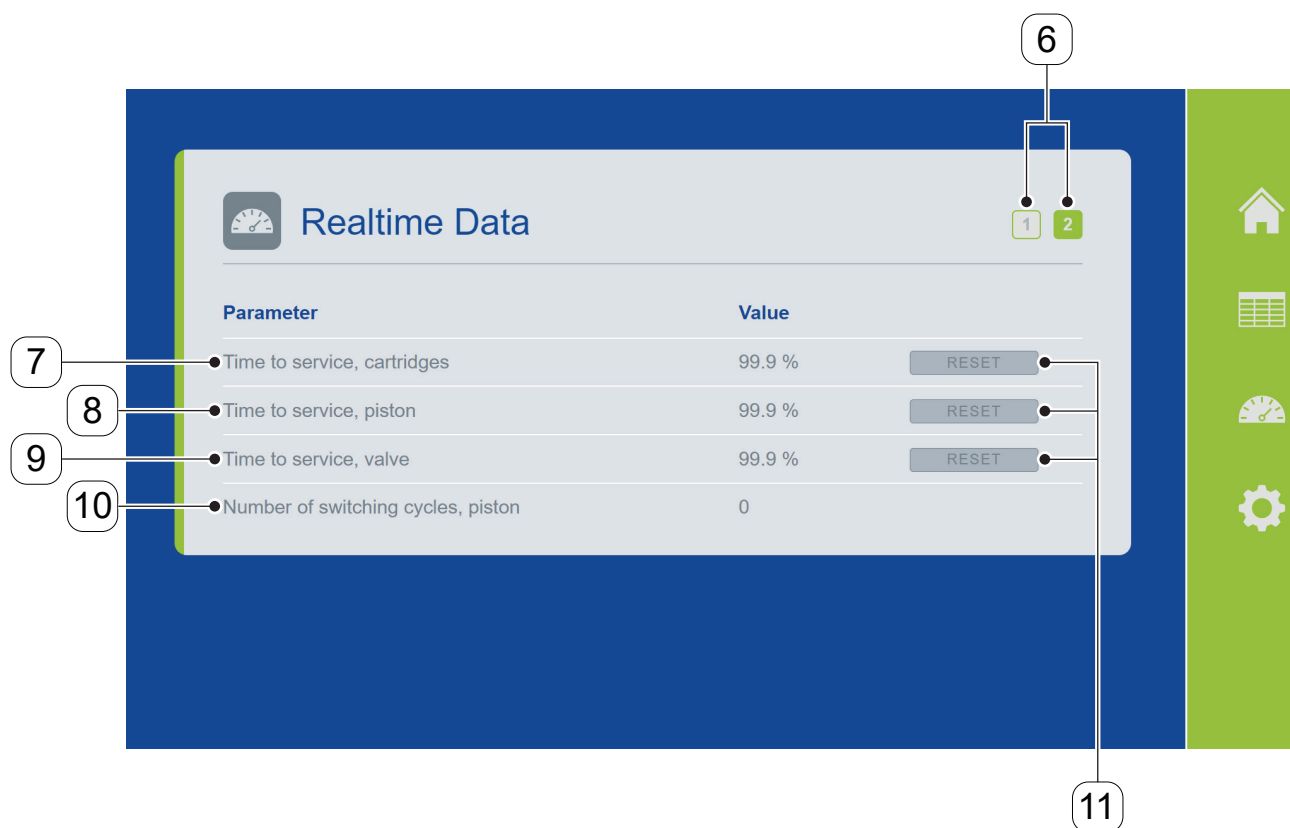 6
Realtime Data
1 2
Parameter Value
7 Time to service, cartridges 99.9 % RESET
8 Time to service, piston 99.9 % RESET
9 Time to service, valve 99.9 % RESET
10 Number of switching cycles, piston 0
11